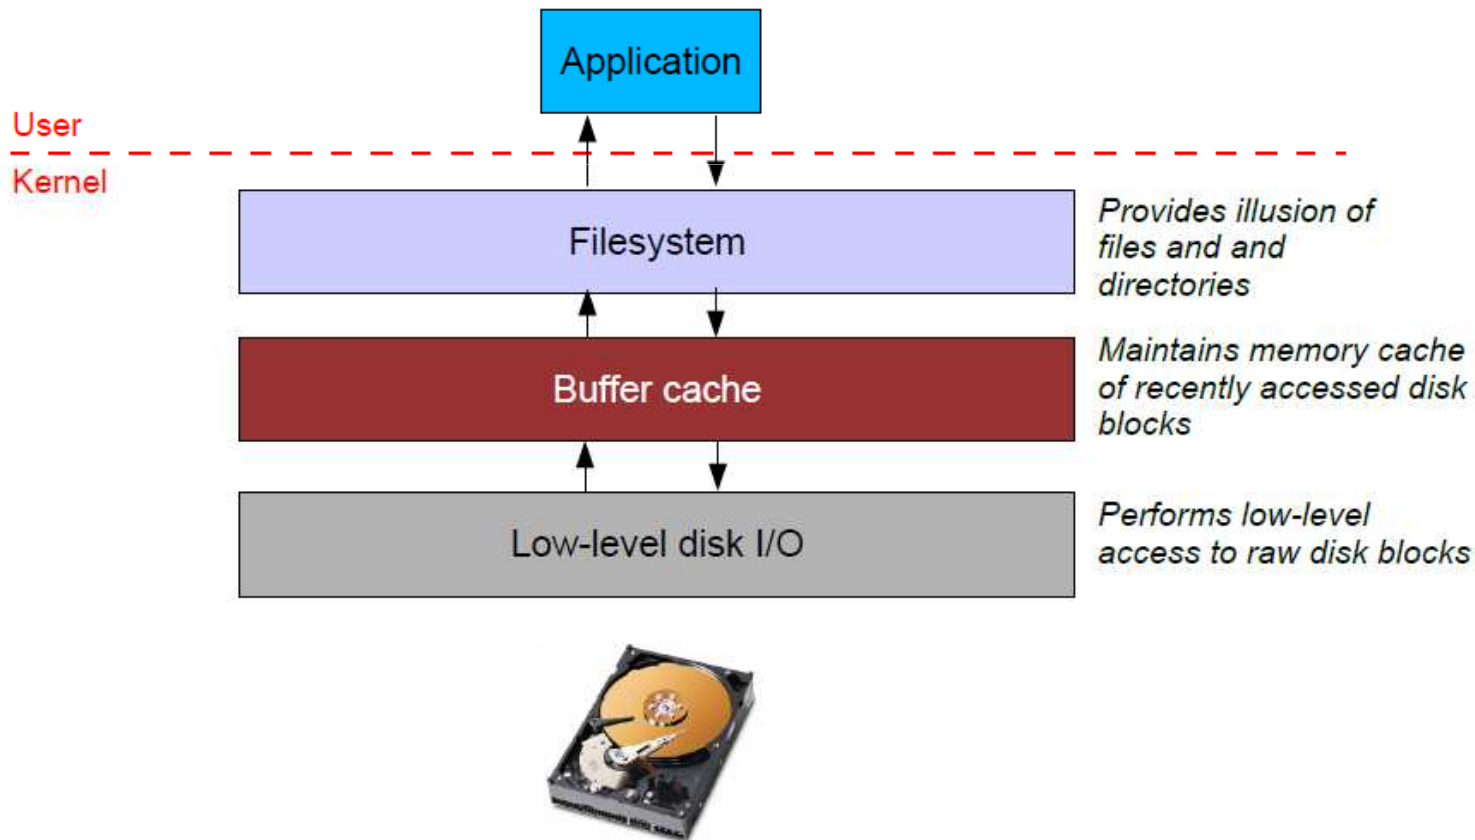 Application
User
Kernel
Filesystem
Provides illusion of
files and and
directories
Buffer cache
Maintains memory cache
of recently accessed disk
blocks
Low-level disk I/O
Performs low-level
access to raw disk blocks